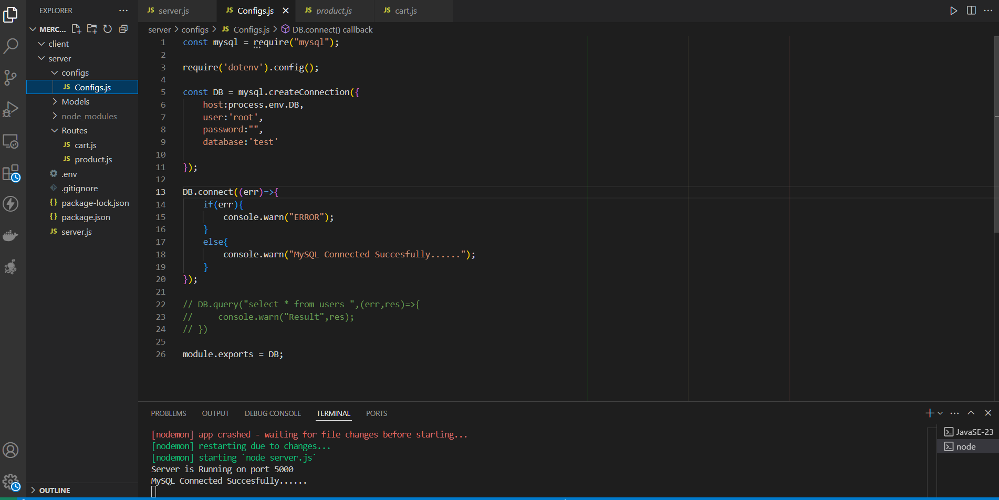 EXPLORER
MERC...
client
server
configs
JS Configs.js
Models
node_modules
Routes
JS cart.js
JS product.js
.env
.gitignore
{} package-lock.json
{} package.json
JS server.js
OUTLINE
JS server.js
JS Configs.js
JS product.js
JS cart.js
server > configs > JS Configs.js > DB.connect() callback
1 const mysql = require("mysql");
2
3 require('dotenv').config();
4
5 const DB = mysql.createConnection({
6 host:process.env.DB,
7 user:'root',
8 password:"",
9 database:'test'
10
11 });
12
13 DB.connect((err)=>{
14 if(err){
15 console.warn("ERROR");
16 }
17 else{
18 console.warn("MySQL Connected Succesfully......");
19 }
20 });
21
22 // DB.query("select * from users ",(err,res)=>{
23 // console.warn("Result",res);
24 // })
25
26 module.exports = DB;
PROBLEMS OUTPUT DEBUG CONSOLE TERMINAL PORTS
[nodemon] app crashed - waiting for file changes before starting...
[nodemon] restarting due to changes...
[nodemon] starting `node server.js`
Server is Running on port 5000
MySQL Connected Succesfully......
JavaSE-23
node